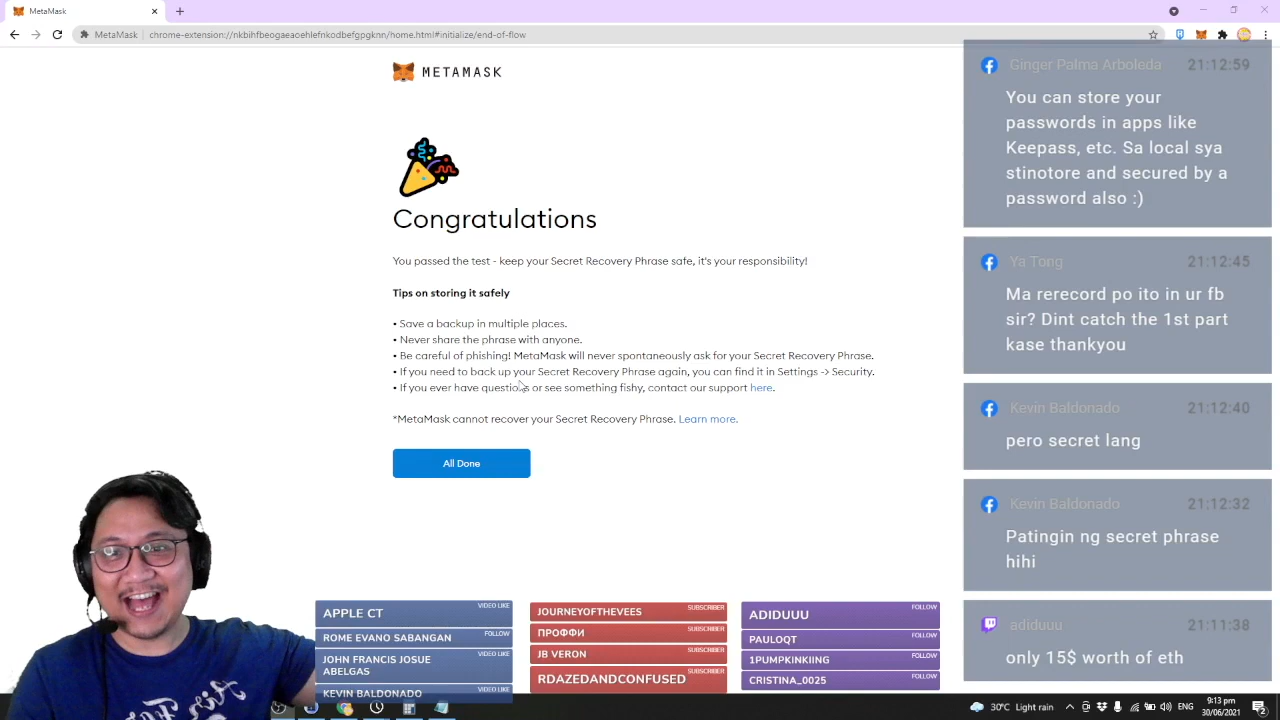 MetaMask
MetaMask
chrome-extension://nkbihfbeogaeaoehlefnkodbefgpgknn/home.html#initialize/end-of-flow
METAMASK
Congratulations
You passed the test - keep your Secret Recovery Phrase safe, it's your responsibility!
Tips on storing it safely
• Save a backup in multiple places.
• Never share the phrase with anyone.
• Be careful of phishing! MetaMask will never spontaneously ask for your Secret Recovery Phrase.
• If you need to back up your Secret Recovery Phrase again, you can find it in Settings -> Security.
• If you ever have questions or see something fishy, contact our support here.
*MetaMask cannot recover your Secret Recovery Phrase. Learn more.
All Done
Ginger Palma Arboleda 21:12:59
You can store your
passwords in apps like
Keepass, etc. Sa local sya
stinotore and secured by a
password also :)
Ya Tong 21:12:45
Ma rerecord po ito in ur fb
sir? Dint catch the 1st part
kase thankyou
Kevin Baldonado 21:12:40
pero secret lang
Kevin Baldonado 21:12:32
Patingin ng secret phrase
hihi
adiduuu 21:11:38
only 15$ worth of eth
APPLE CT VIDEO LIKE
ROME EVANO SABANGAN FOLLOW
JOHN FRANCIS JOSUE VIDEO LIKE
ABELGAS
KEVIN BALDONADO VIDEO LIKE
JOURNEYOFTHEVEES SUBSCRIBER
ПРОФФИ SUBSCRIBER
JB VERON SUBSCRIBER
RDAZEDANDCONFUSED SUBSCRIBER
ADIDUUU FOLLOW
PAULOQT FOLLOW
1PUMPKINKIING FOLLOW
CRISTINA_0025 FOLLOW
30°C Light rain
9:13 pm
30/06/2021